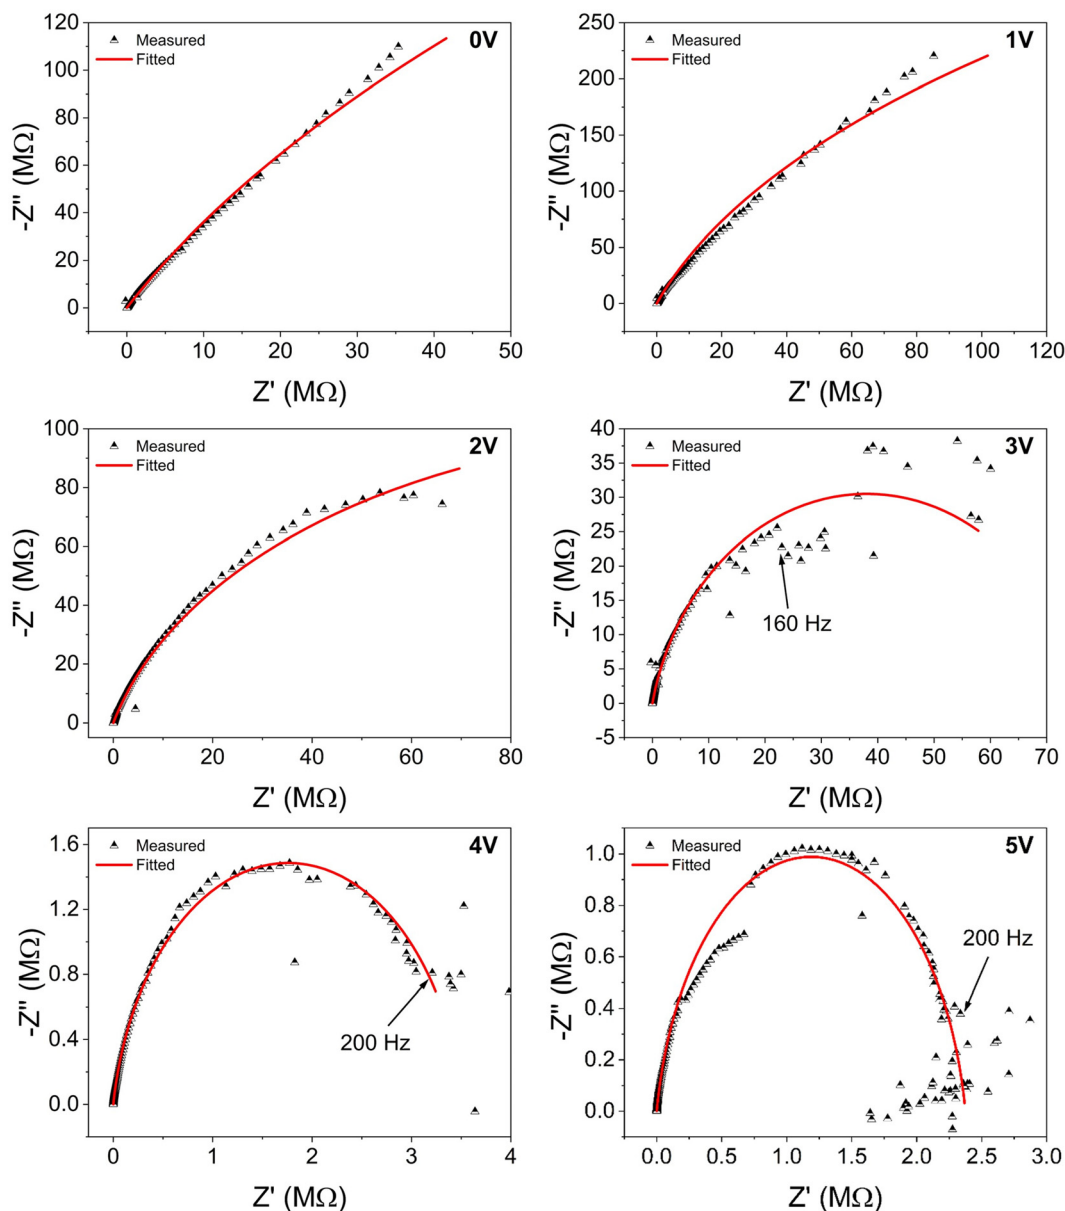 120
100
80
60
40
20
0
-Z" (MΩ)
Measured
Fitted
0V
0 10 20 30 40 50
Z' (MΩ)
250
200
150
100
50
0
-Z" (MΩ)
Measured
Fitted
1V
0 20 40 60 80 100 120
Z' (MΩ)
100
80
60
40
20
0
-Z" (MΩ)
Measured
Fitted
2V
0 20 40 60 80
Z' (MΩ)
40
35
30
25
20
15
10
5
0
-5
-Z" (MΩ)
Measured
Fitted
3V
160 Hz
0 10 20 30 40 50 60 70
Z' (MΩ)
1.6
1.2
0.8
0.4
0.0
-Z" (MΩ)
Measured
Fitted
4V
200 Hz
0 1 2 3 4
Z' (MΩ)
1.0
0.8
0.6
0.4
0.2
0.0
-Z" (MΩ)
Measured
Fitted
5V
200 Hz
0.0 0.5 1.0 1.5 2.0 2.5 3.0
Z' (MΩ)